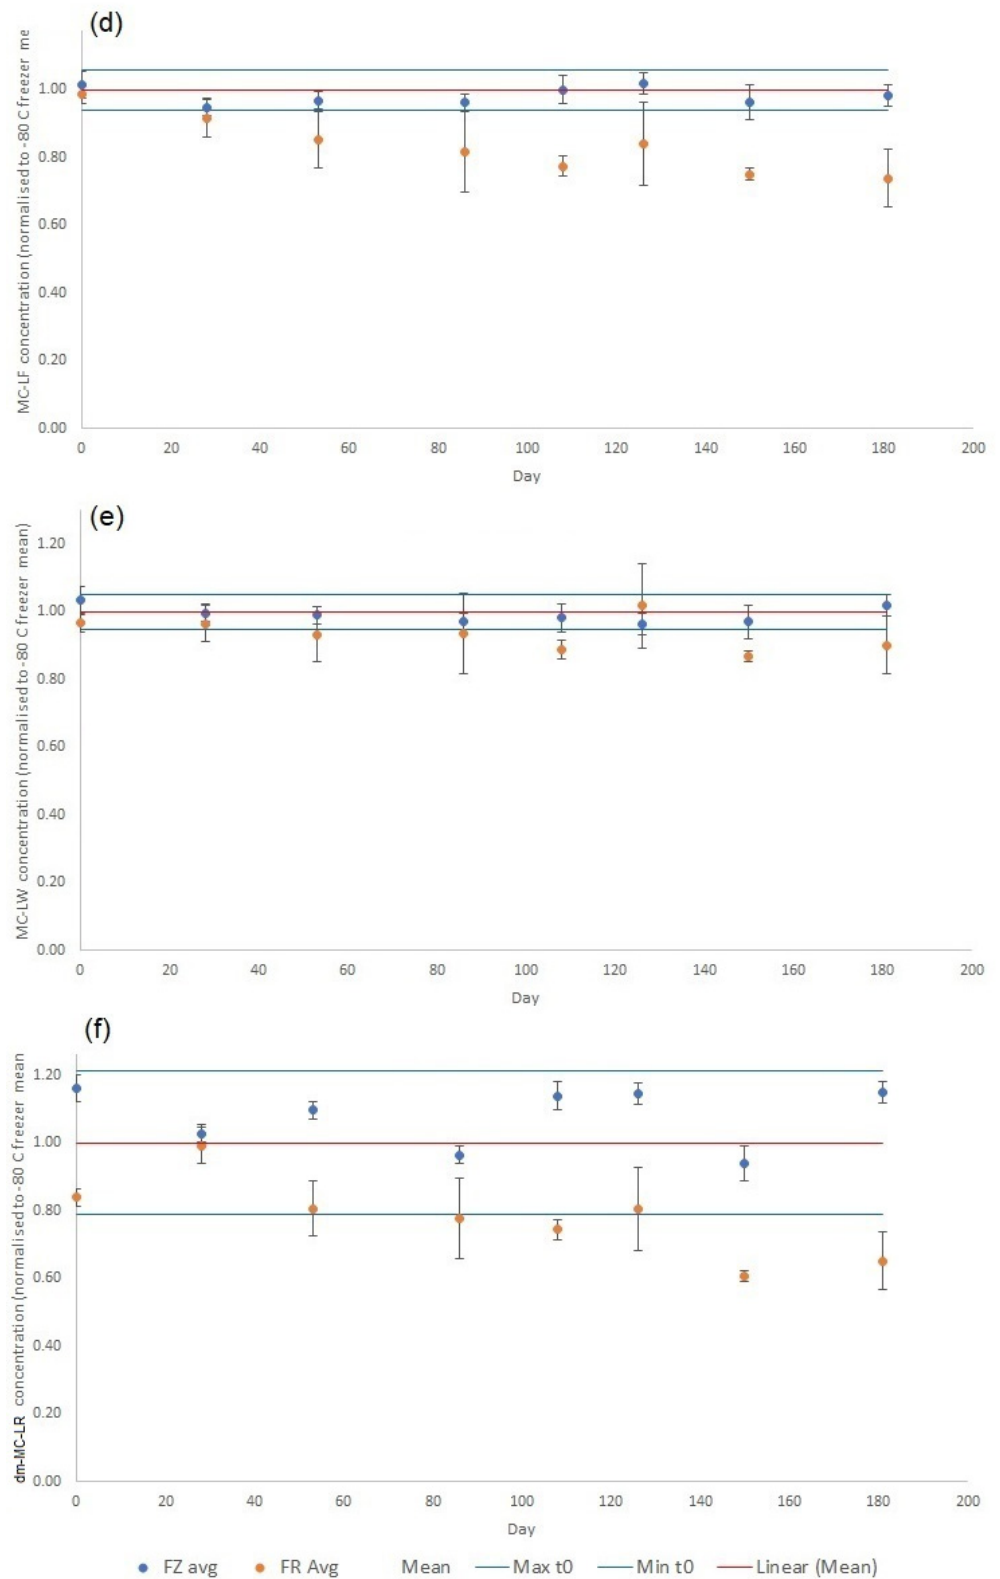 (d)
MC-LF concentration (normalised to -80 C freezer me
1.00
0.80
0.60
0.40
0.20
0.00
0 20 40 60 80 100 120 140 160 180 200
Day
(e)
MC-LW concentration (normalised to -80 C freezer mean)
1.20
1.00
0.80
0.60
0.40
0.20
0.00
0 20 40 60 80 100 120 140 160 180 200
Day
(f)
dm-MC-LR concentration (normalised to -80 C freezer mean
1.20
1.00
0.80
0.60
0.40
0.20
0.00
0 20 40 60 80 100 120 140 160 180 200
Day
FZ avg FR Avg Mean Max t0 Min t0 Linear (Mean)